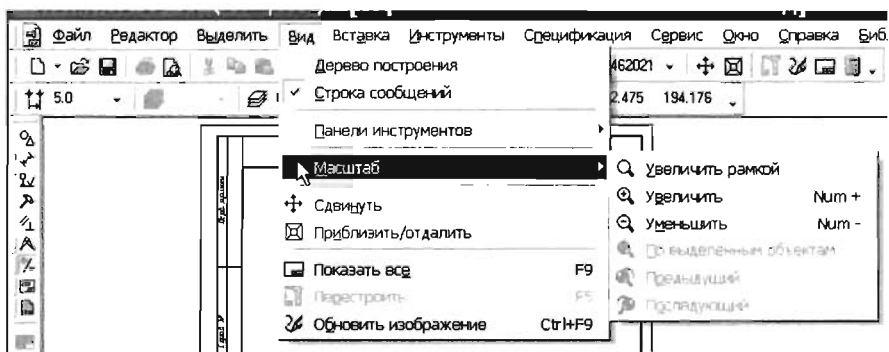 Файл Редактор Выделить Вид Вставка Инструменты Спецификация Сервис Окно Справка Биб.
Дерево построения 462021
5.0 Строка сообщений 2.475 194.176
Панели инструментов
Масштаб Увеличить рамкой
Увеличить Num +
Сдвинуть Уменьшить Num -
Приблизить/отдалить По выделенным объектам
Показать все F9 Предыдущий
Перестроить F5 Последующий
Обновить изображение Ctrl+F9